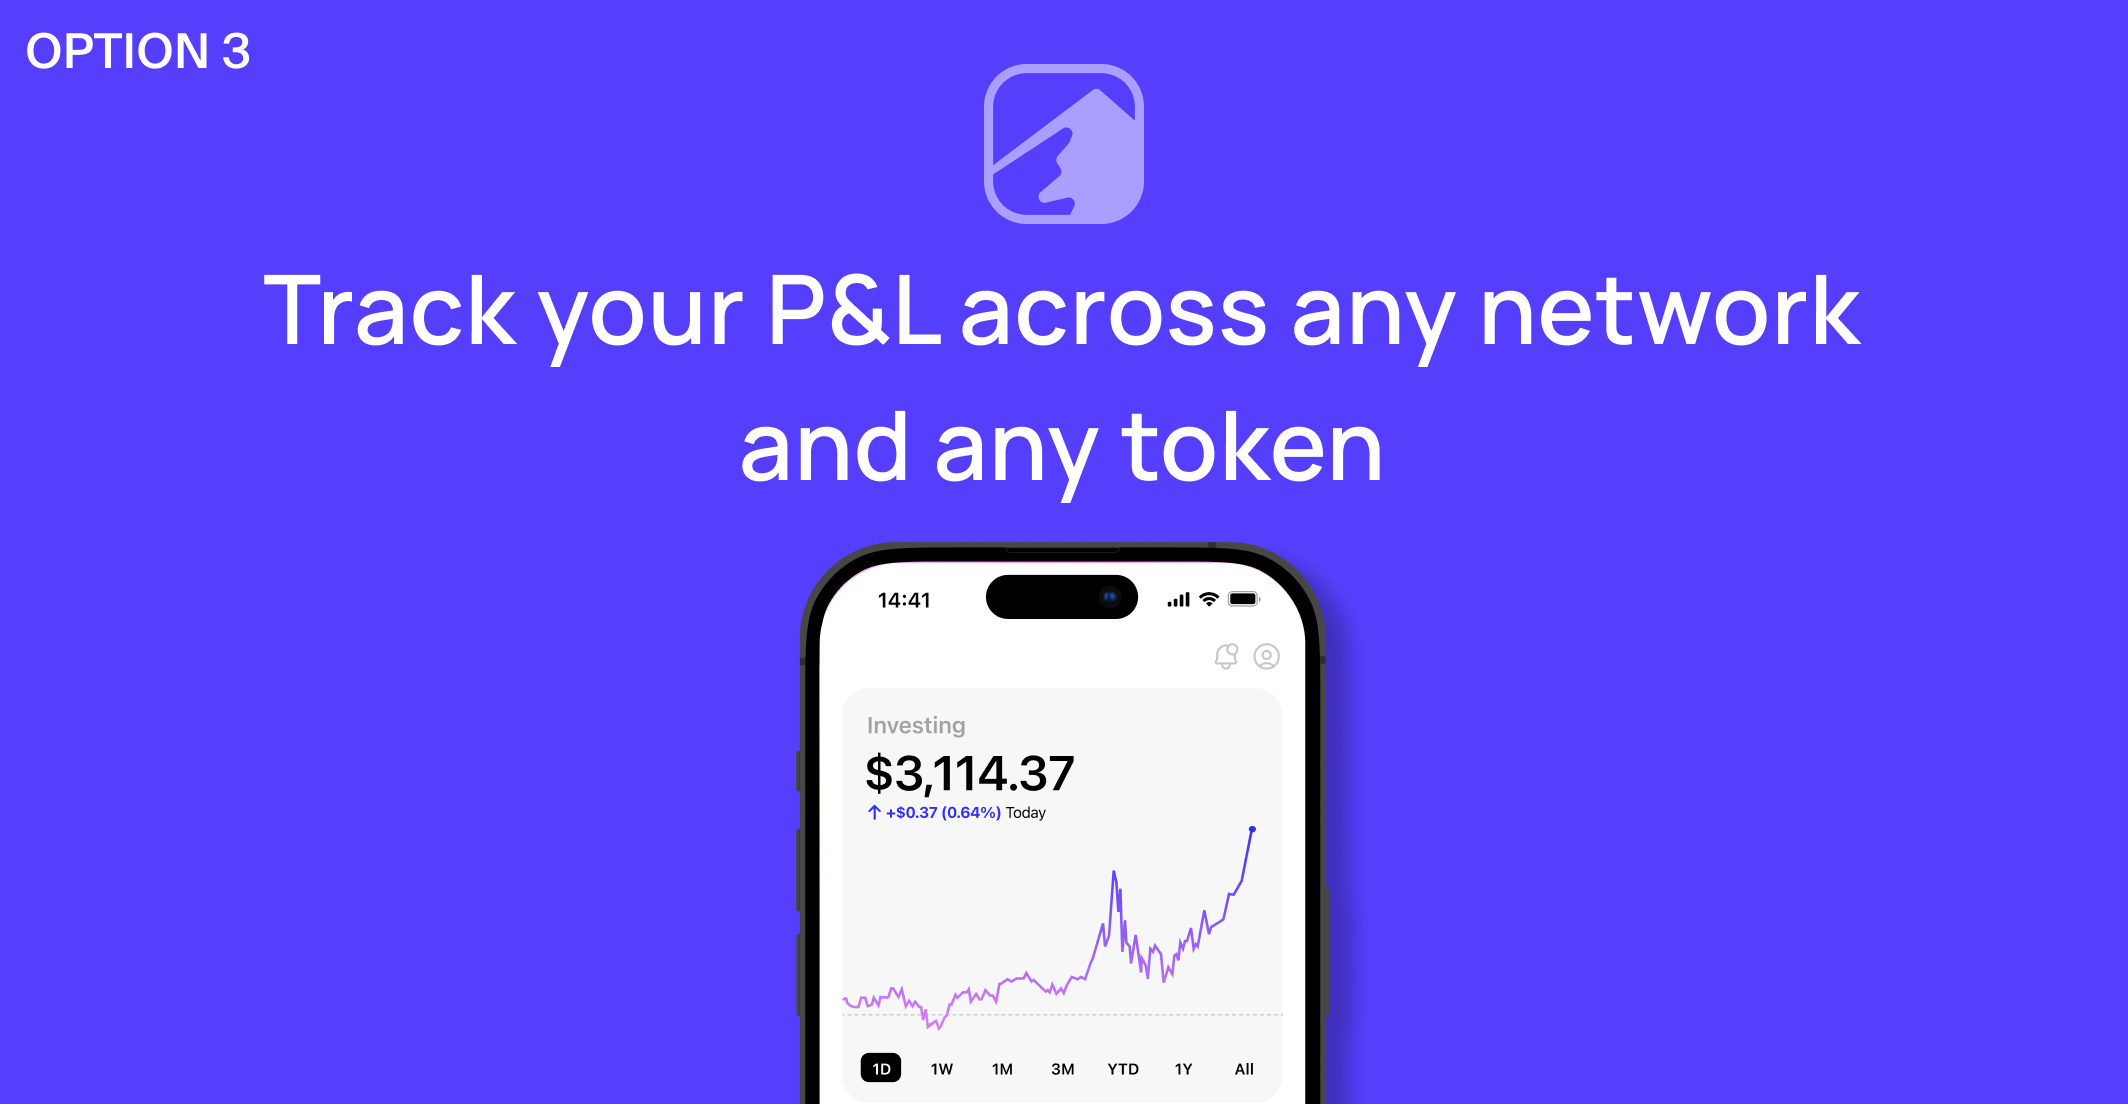 OPTION 3
Track your P&L across any network
and any token
14:41
Investing
$3,114.37
+$0.37 (0.64%) Today
1D 1W 1M 3M YTD 1Y All